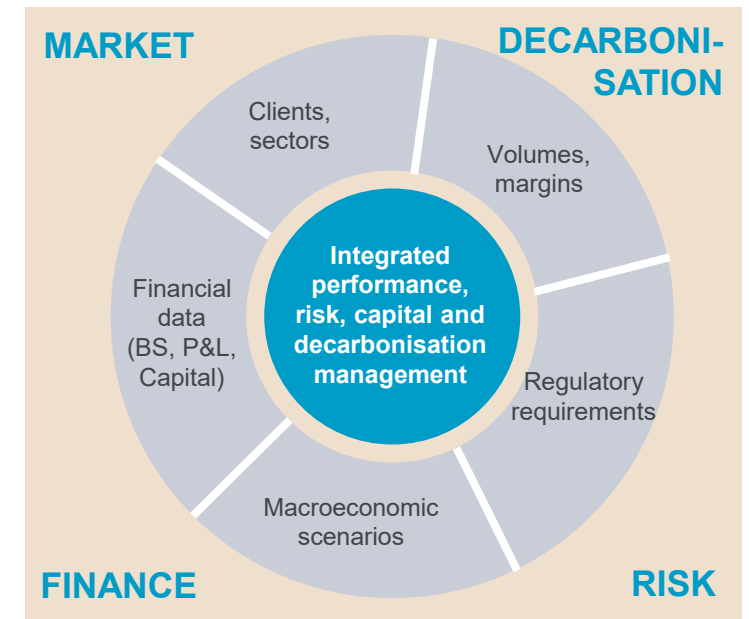 MARKET
DECARBONI-
SATION
Clients,
sectors
Volumes,
margins
Integrated
performance,
risk, capital and
decarbonisation
management
Financial
data
(BS, P&L,
Capital)
Regulatory
requirements
Macroeconomic
scenarios
FINANCE
RISK